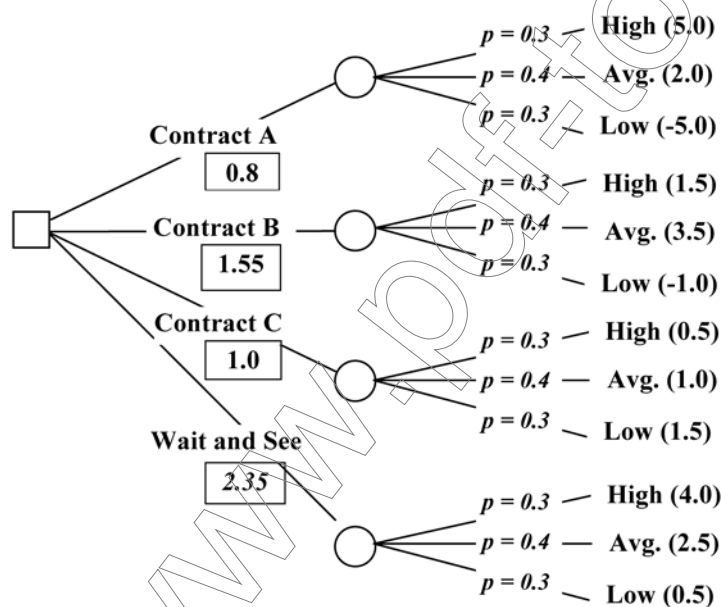 p = 0.3 High (5.0)
p = 0.4 Avg. (2.0)
p = 0.3 Low (-5.0)
Contract A
0.8
p = 0.3 High (1.5)
p = 0.4 Avg. (3.5)
p = 0.3 Low (-1.0)
Contract B
1.55
p = 0.3 High (0.5)
p = 0.4 Avg. (1.0)
p = 0.3 Low (1.5)
Contract C
1.0
Wait and See
2.35
p = 0.3 High (4.0)
p = 0.4 Avg. (2.5)
p = 0.3 Low (0.5)
www.pdf-to